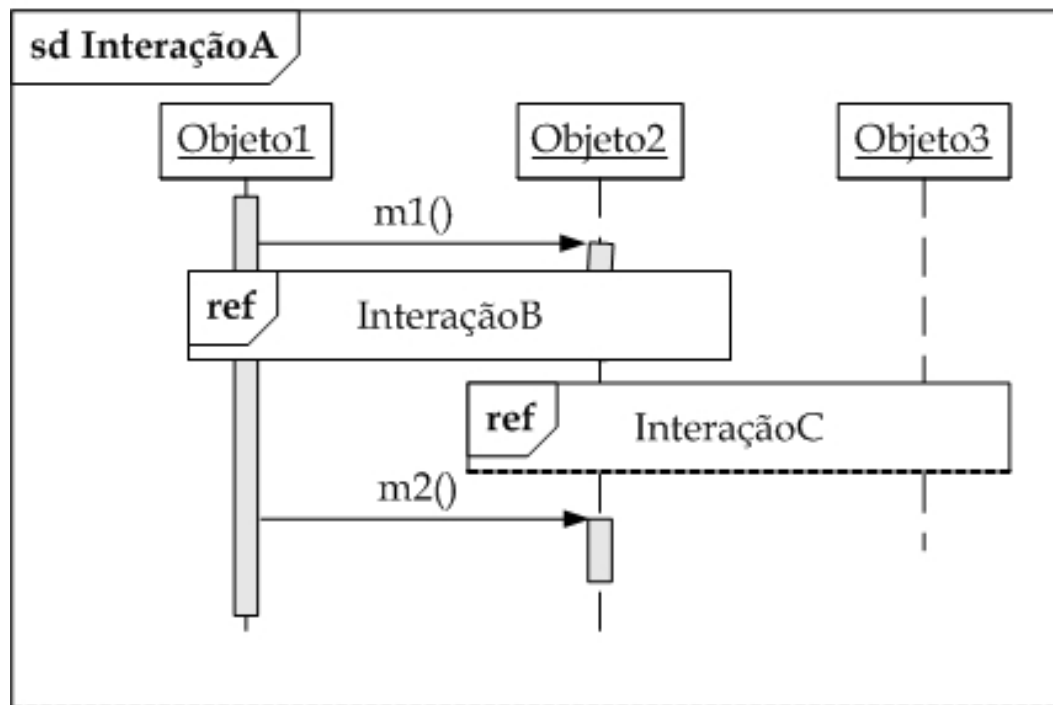 sd InteraçãoA
Objeto1 Objeto2 Objeto3
m1()
ref InteraçãoB
ref InteraçãoC
m2()